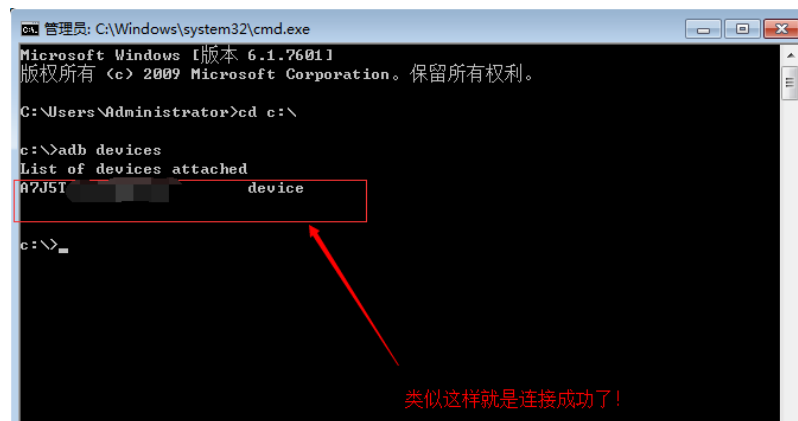 管理员: C:\Windows\system32\cmd.exe
Microsoft Windows [版本 6.1.7601]
版权所有 (c) 2009 Microsoft Corporation。保留所有权利。
C:\Users\Administrator>cd c:\
c:\>adb devices
List of devices attached
A7J5T device
c:\>_
类似这样就是连接成功了!